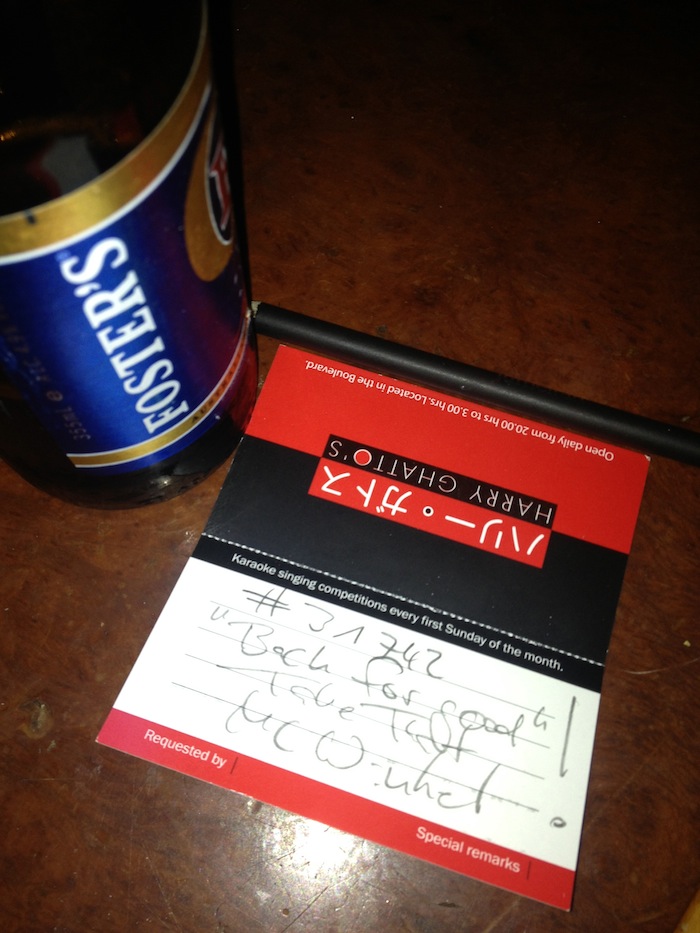 FOSTER'S
Open daily from 20.00 hrs to 3.00 hrs. Located in the Boulevard.
HARRY GHATTO'S
ハリー・ガトス
Karaoke singing competitions every first Sunday of the month.
# 31742
"Back for good"
Take That
MC W
Requested by
Special remarks